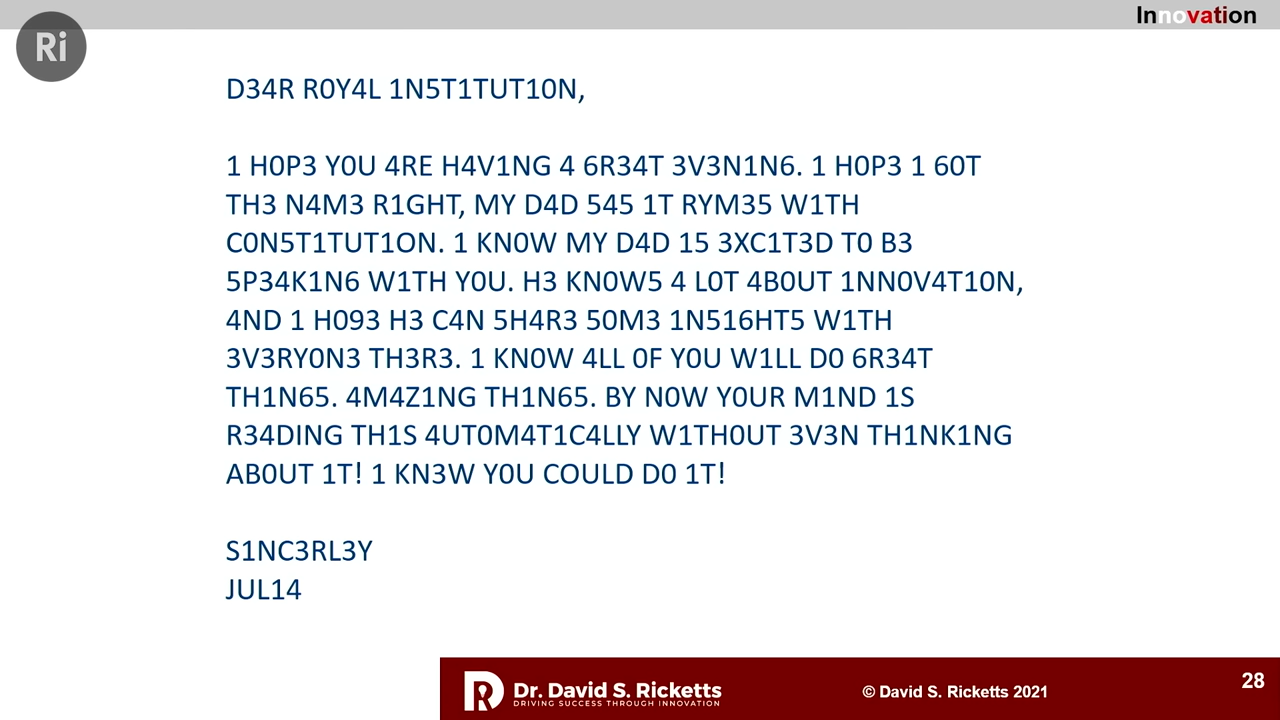 Innovation
Ri
D34R R0Y4L 1N5T1TUT10N,
1 H0P3 Y0U 4RE H4V1NG 4 6R34T 3V3N1N6. 1 H0P3 1 60T
TH3 N4M3 R1GHT, MY D4D 545 1T RYM35 W1TH
C0N5T1TUT1ON. 1 KN0W MY D4D 15 3XC1T3D T0 B3
5P34K1N6 W1TH Y0U. H3 KN0W5 4 L0T 4B0UT 1NN0V4T10N,
4ND 1 H093 H3 C4N 5H4R3 50M3 1N516HT5 W1TH
3V3RY0N3 TH3R3. 1 KN0W 4LL 0F Y0U W1LL D0 6R34T
TH1N65. 4M4Z1NG TH1N65. BY N0W Y0UR M1ND 1S
R34DING TH1S 4UT0M4T1C4LLY W1TH0UT 3V3N TH1NK1NG
AB0UT 1T! 1 KN3W Y0U COULD D0 1T!
S1NC3RL3Y
JUL14
Dr. David S. Ricketts
DRIVING SUCCESS THROUGH INNOVATION
© David S. Ricketts 2021
28